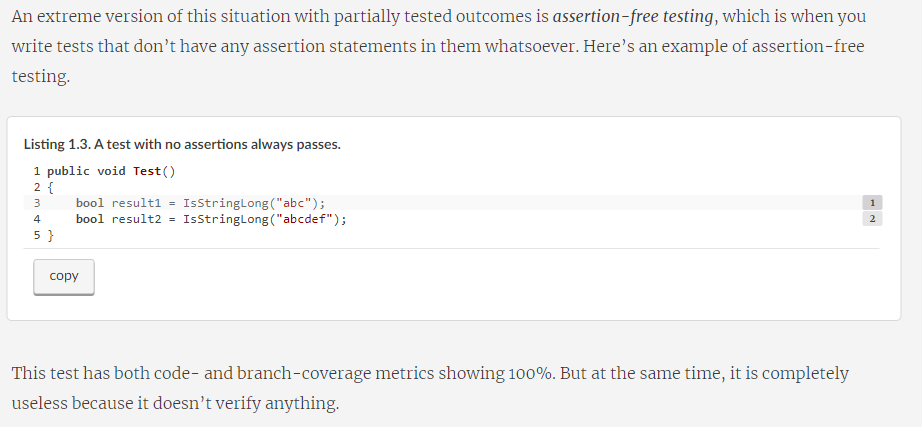 An extreme version of this situation with partially tested outcomes is assertion-free testing, which is when you
write tests that don’t have any assertion statements in them whatsoever. Here’s an example of assertion-free
testing.
Listing 1.3. A test with no assertions always passes.
1 public void Test()
2 {
3     bool result1 = IsStringLong("abc"); 1
4     bool result2 = IsStringLong("abcdef"); 2
5 }
copy
This test has both code- and branch-coverage metrics showing 100%. But at the same time, it is completely
useless because it doesn’t verify anything.